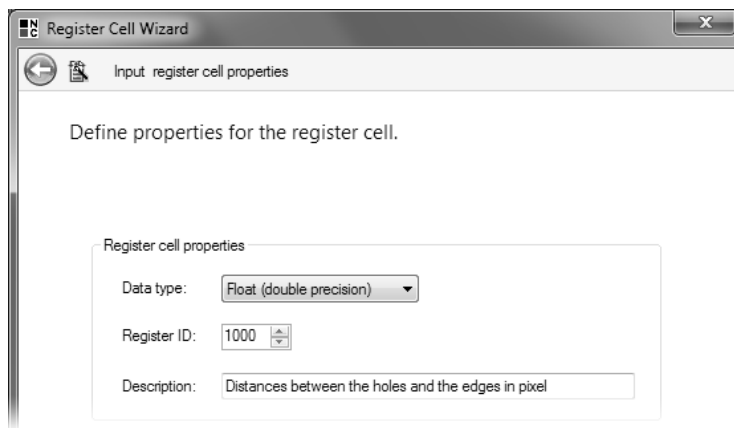 Register Cell Wizard
Input register cell properties
Define properties for the register cell.
Register cell properties
Data type: Float (double precision)
Register ID: 1000
Description: Distances between the holes and the edges in pixel